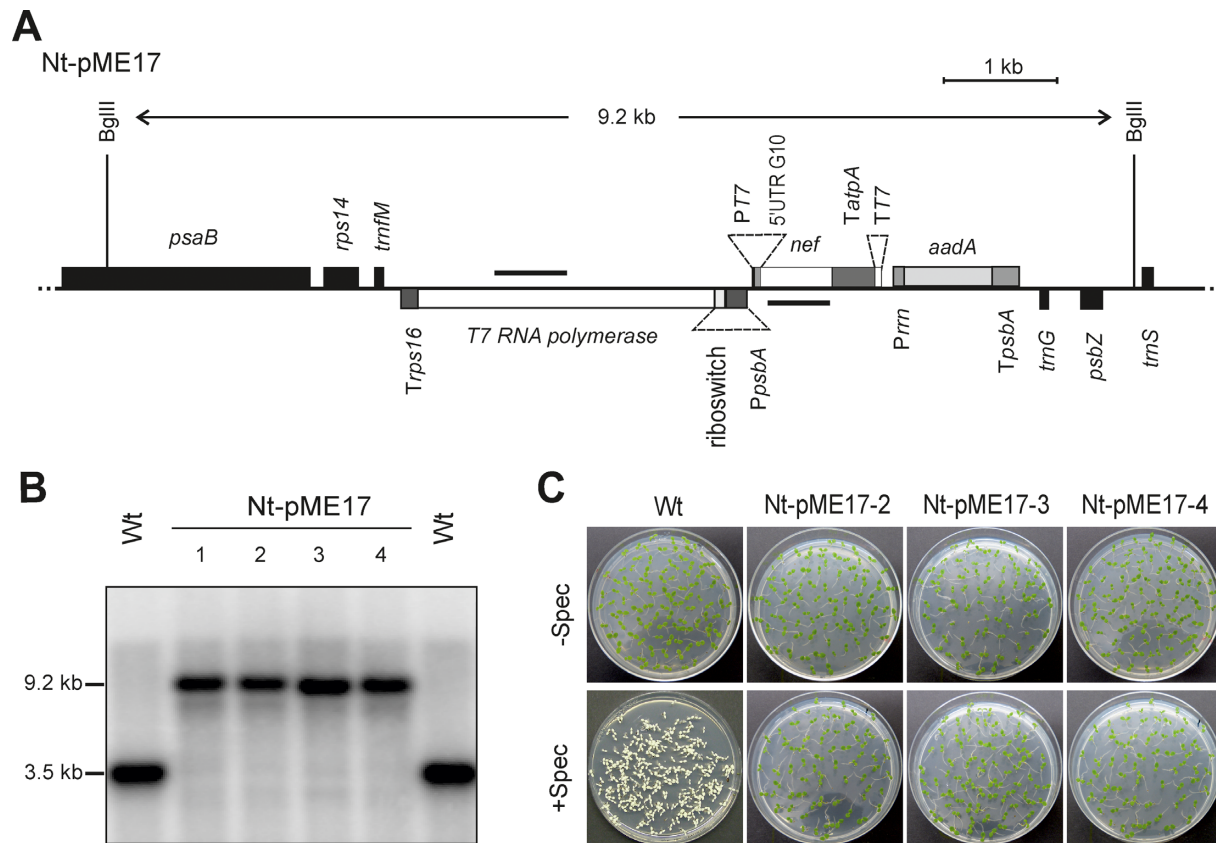 A
Nt-pME17
1 kb
BglII
9.2 kb
BglII
psaB
rps14
trnfM
PT7
5'UTR G10
nef
TatpA
TT7
aadA
Trps16
T7 RNA polymerase
riboswitch
PpsbA
Prrn
TpsbA
trnG
psbZ
trnS
B
Wt
Nt-pME17
Wt
1 2 3 4
9.2 kb
3.5 kb
C
Wt Nt-pME17-2 Nt-pME17-3 Nt-pME17-4
-Spec
+Spec